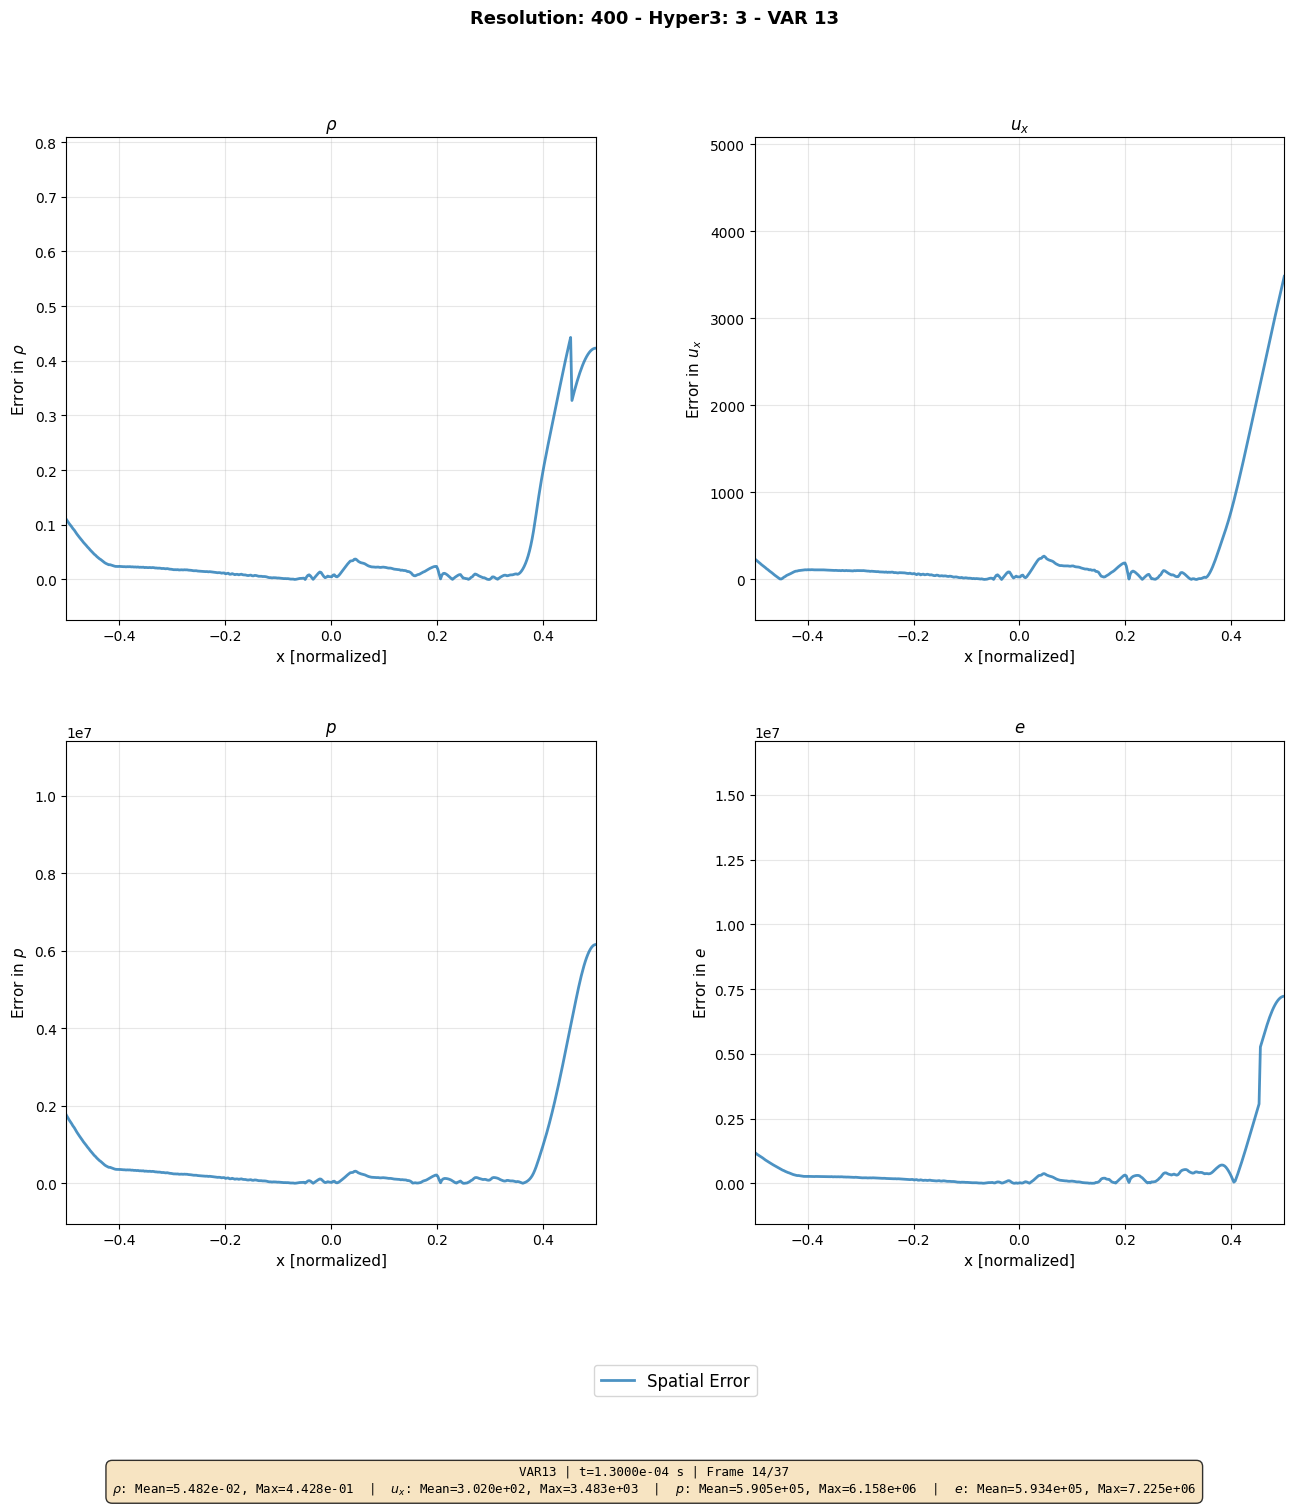 Resolution: 400 - Hyper3: 3 - VAR 13
ρ
0.8
0.7
0.6
0.5
0.4
0.3
0.2
0.1
0.0
Error in ρ
−0.4 −0.2 0.0 0.2 0.4
x [normalized]
u_x
5000
4000
3000
2000
1000
0
Error in u_x
−0.4 −0.2 0.0 0.2 0.4
x [normalized]
p
1e7
1.0
0.8
0.6
0.4
0.2
0.0
Error in p
−0.4 −0.2 0.0 0.2 0.4
x [normalized]
e
1e7
1.50
1.25
1.00
0.75
0.50
0.25
0.00
Error in e
−0.4 −0.2 0.0 0.2 0.4
x [normalized]
Spatial Error
VAR13 | t=1.3000e-04 s | Frame 14/37
ρ: Mean=5.482e-02, Max=4.428e-01 | u_x: Mean=3.020e+02, Max=3.483e+03 | p: Mean=5.905e+05, Max=6.158e+06 | e: Mean=5.934e+05, Max=7.225e+06